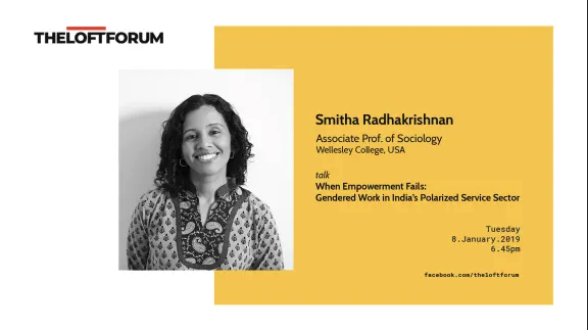 THELOFTFORUM
Smitha Radhakrishnan
Associate Prof. of Sociology
Wellesley College, USA
talk
When Empowerment Fails:
Gendered Work in India's Polarized Service Sector
Tuesday
8.January.2019
6.45pm
facebook.com/theloftforum